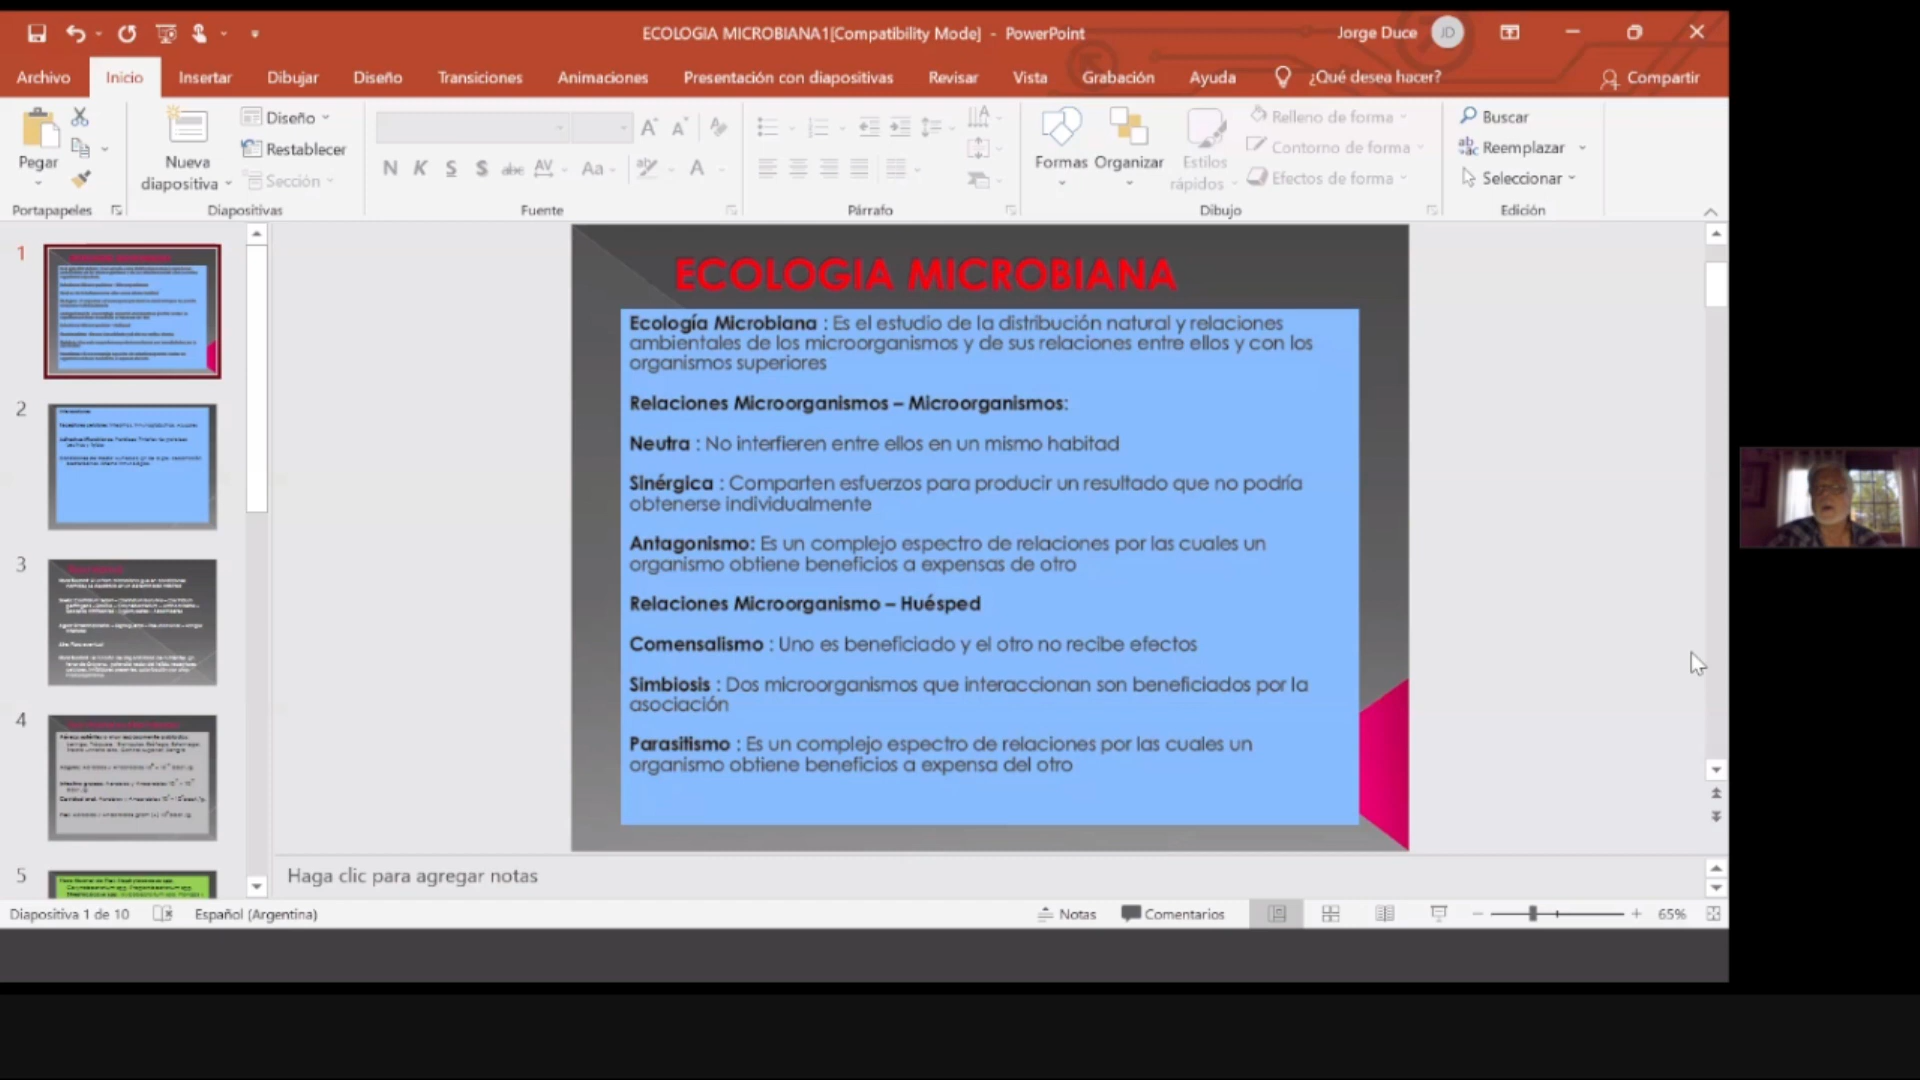 ECOLOGIA MICROBIANA1[Compatibility Mode] - PowerPoint
Jorge Duce
JD
Archivo
Inicio
Insertar
Dibujar
Diseño
Transiciones
Animaciones
Presentación con diapositivas
Revisar
Vista
Grabación
Ayuda
¿Qué desea hacer?
Compartir
Pegar
Portapapeles
Nueva
diapositiva
Diseño
Restablecer
Sección
Diapositivas
N K S S abc AV Aa A
Fuente
Párrafo
Formas
Organizar
Estilos
rápidos
Relleno de forma
Contorno de forma
Efectos de forma
Dibujo
Buscar
Reemplazar
Seleccionar
Edición
1
2
3
4
5
ECOLOGIA MICROBIANA
Ecología Microbiana : Es el estudio de la distribución natural y relaciones
ambientales de los microorganismos y de sus relaciones entre ellos y con los
organismos superiores
Relaciones Microorganismos – Microorganismos:
Neutra : No interfieren entre ellos en un mismo habitad
Sinérgica : Comparten esfuerzos para producir un resultado que no podría
obtenerse individualmente
Antagonismo: Es un complejo espectro de relaciones por las cuales un
organismo obtiene beneficios a expensas de otro
Relaciones Microorganismo – Huésped
Comensalismo : Uno es beneficiado y el otro no recibe efectos
Simbiosis : Dos microorganismos que interaccionan son beneficiados por la
asociación
Parasitismo : Es un complejo espectro de relaciones por las cuales un
organismo obtiene beneficios a expensa del otro
Haga clic para agregar notas
Diapositiva 1 de 10
Español (Argentina)
Notas
Comentarios
65%